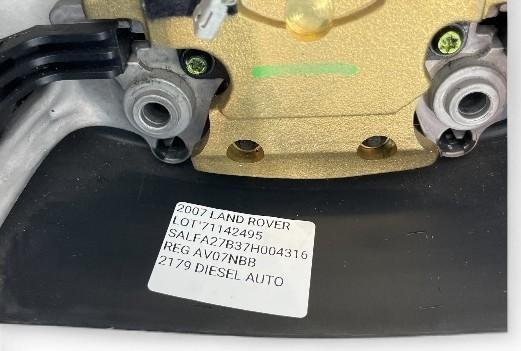 2007 LAND ROVER
LOT'71142495
SALFA27B37H004316
REG AV07NBB
2179 DIESEL AUTO